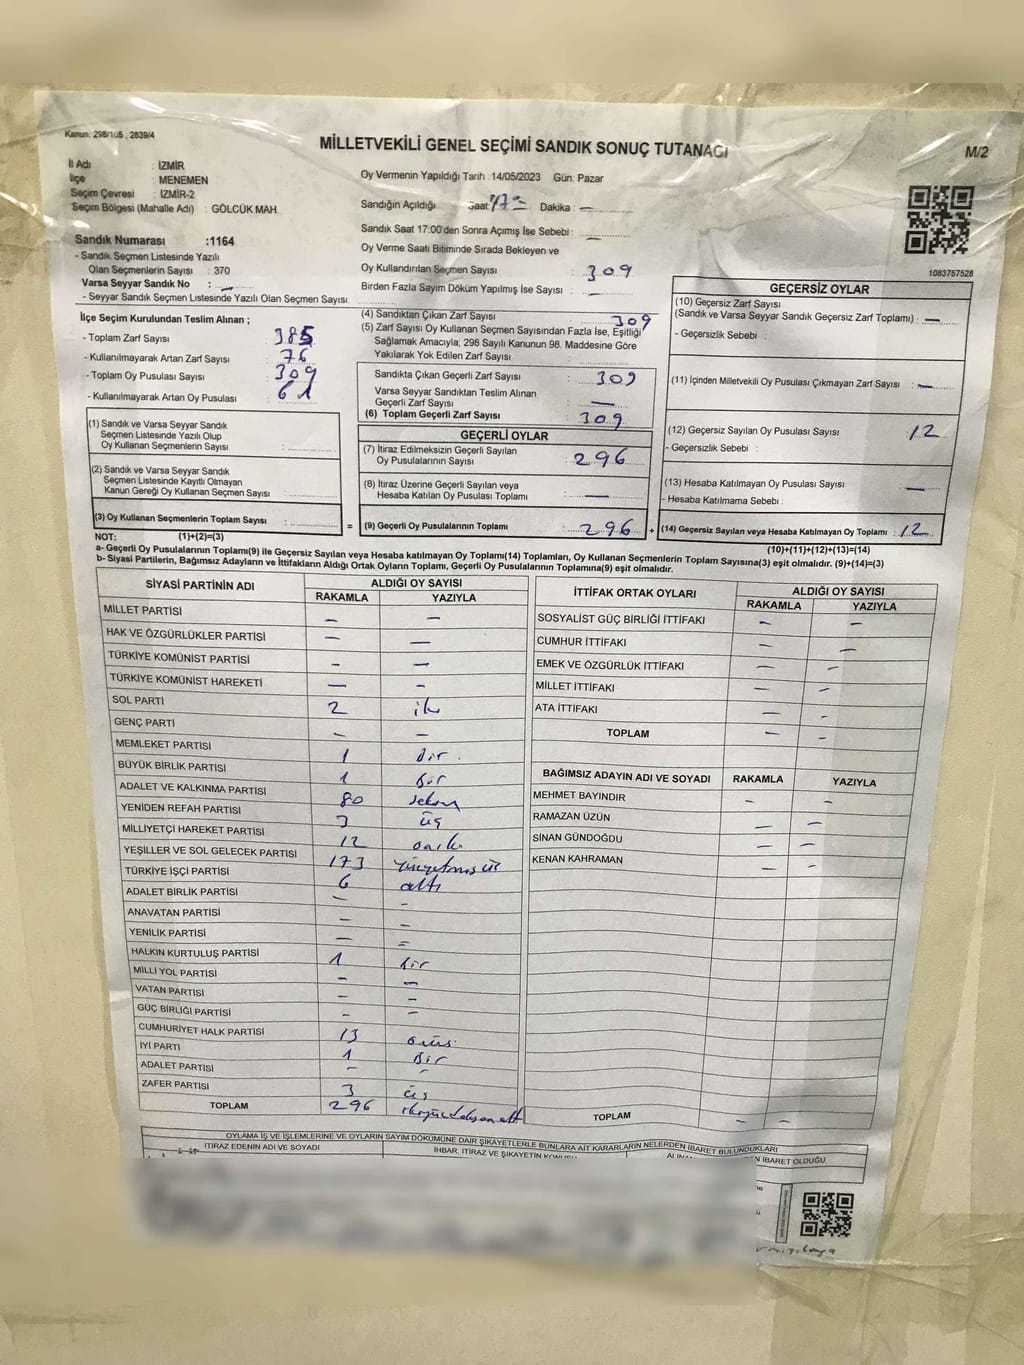 Kanun: 298/105 , 2839/4
MİLLETVEKİLİ GENEL SEÇİMİ SANDIK SONUÇ TUTANAĞI
M/2
İl Adı : İZMİR
İlçe : MENEMEN
Seçim Çevresi : İZMİR-2
Seçim Bölgesi (Mahalle Adı) : GÖLCÜK MAH.
Sandık Numarası :1164
- Sandık Seçmen Listesinde Yazılı
Olan Seçmenlerin Sayısı : 370
Varsa Seyyar Sandık No : –
- Seyyar Sandık Seçmen Listesinde Yazılı Olan Seçmen Sayısı
İlçe Seçim Kurulundan Teslim Alınan ;
- Toplam Zarf Sayısı : 385
- Kullanılmayarak Artan Zarf Sayısı : 76
- Toplam Oy Pusulası Sayısı : 309
- Kullanılmayarak Artan Oy Pusulası : 61
Oy Vermenin Yapıldığı Tarih : 14/05/2023 Gün: Pazar
Sandığın Açıldığı Saat: Dakika : –
Sandık Saat 17:00'den Sonra Açımış İse Sebebi : –
Oy Verme Saati Bitiminde Sırada Bekleyen ve
Oy Kullandırılan Seçmen Sayısı : 309
Birden Fazla Sayım Döküm Yapılmış İse Sayısı : –
(4) Sandıktan Çıkan Zarf Sayısı : 309
(5) Zarf Sayısı Oy Kullanan Seçmen Sayısından Fazla İse, Eşitliği
Sağlamak Amacıyla, 298 Sayılı Kanunun 98. Maddesine Göre
Yakılarak Yok Edilen Zarf Sayısı :
Sandıkta Çıkan Geçerli Zarf Sayısı : 309
Varsa Seyyar Sandıktan Teslim Alınan
Geçerli Zarf Sayısı : –
(6) Toplam Geçerli Zarf Sayısı : 309
1083757528
GEÇERSİZ OYLAR
(10) Geçersiz Zarf Sayısı
(Sandık ve Varsa Seyyar Sandık Geçersiz Zarf Toplamı) : –
- Geçersizlik Sebebi :
(11) İçinden Milletvekili Oy Pusulası Çıkmayan Zarf Sayısı : –
(12) Geçersiz Sayılan Oy Pusulası Sayısı : 12
- Geçersizlik Sebebi :
(13) Hesaba Katılmayan Oy Pusulası Sayısı : –
- Hesaba Katılmama Sebebi :
(1) Sandık ve Varsa Seyyar Sandık
Seçmen Listesinde Yazılı Olup
Oy Kullanan Seçmenlerin Sayısı :
(2) Sandık ve Varsa Seyyar Sandık
Seçmen Listesinde Kayıtlı Olmayan
Kanun Gereği Oy Kullanan Seçmen Sayısı :
GEÇERLİ OYLAR
(7) İtiraz Edilmeksizin Geçerli Sayılan
Oy Pusulalarının Sayısı : 296
(8) İtiraz Üzerine Geçerli Sayılan veya
Hesaba Katılan Oy Pusulası Toplamı : –
(3) Oy Kullanan Seçmenlerin Toplam Sayısı : = (9) Geçerli Oy Pusulalarının Toplamı : 296 + (14) Geçersiz Sayılan veya Hesaba Katılmayan Oy Toplamı : 12
NOT: (1)+(2)=(3)
(10)+(11)+(12)+(13)=(14)
a- Geçerli Oy Pusulalarının Toplamı(9) ile Geçersiz Sayılan veya Hesaba katılmayan Oy Toplamı(14) Toplamları, Oy Kullanan Seçmenlerin Toplam Sayısına(3) eşit olmalıdır. (9)+(14)=(3)
b- Siyasi Partilerin, Bağımsız Adayların ve İttifakların Aldığı Ortak Oyların Toplamı, Geçerli Oy Pusulalarının Toplamına(9) eşit olmalıdır.
SİYASİ PARTİNİN ADI ALDIĞI OY SAYISI
RAKAMLA YAZIYLA
MİLLET PARTİSİ – –
HAK VE ÖZGÜRLÜKLER PARTİSİ – –
TÜRKİYE KOMÜNİST PARTİSİ – –
TÜRKİYE KOMÜNİST HAREKETİ – –
SOL PARTİ 2 iki
GENÇ PARTİ – –
MEMLEKET PARTİSİ 1 bir
BÜYÜK BİRLİK PARTİSİ 1 bir
ADALET VE KALKINMA PARTİSİ 80 seksen
YENİDEN REFAH PARTİSİ 3 üç
MİLLİYETÇİ HAREKET PARTİSİ 12 oniki
YEŞİLLER VE SOL GELECEK PARTİSİ 173 yüzyetmiş üç
TÜRKİYE İŞÇİ PARTİSİ 6 altı
ADALET BİRLİK PARTİSİ – –
ANAVATAN PARTİSİ – –
YENİLİK PARTİSİ – –
HALKIN KURTULUŞ PARTİSİ 1 bir
MİLLİ YOL PARTİSİ – –
VATAN PARTİSİ – –
GÜÇ BİRLİĞİ PARTİSİ – –
CUMHURİYET HALK PARTİSİ 13 onüç
İYİ PARTİ 1 Bir
ADALET PARTİSİ – –
ZAFER PARTİSİ 3 üç
TOPLAM 296 ikiyüzdoksan altı
İTTİFAK ORTAK OYLARI ALDIĞI OY SAYISI
RAKAMLA YAZIYLA
SOSYALİST GÜÇ BİRLİĞİ İTTİFAKI – –
CUMHUR İTTİFAKI – –
EMEK VE ÖZGÜRLÜK İTTİFAKI – –
MİLLET İTTİFAKI – –
ATA İTTİFAKI – –
TOPLAM – –
BAĞIMSIZ ADAYIN ADI VE SOYADI RAKAMLA YAZIYLA
MEHMET BAYINDIR – –
RAMAZAN ÜZÜN – –
SİNAN GÜNDOĞDU – –
KENAN KAHRAMAN – –
TOPLAM – –
OYLAMA İŞ VE İŞLEMLERİNE VE OYLARIN SAYIM DÖKÜMÜNE DAİR ŞİKAYETLERLE BUNLARA AİT KARARLARIN NELERDEN İBARET BULUNDUKLARI
İTİRAZ EDENİN ADI VE SOYADI İHBAR, İTİRAZ VE ŞİKAYETİN İBARET OLDUĞU